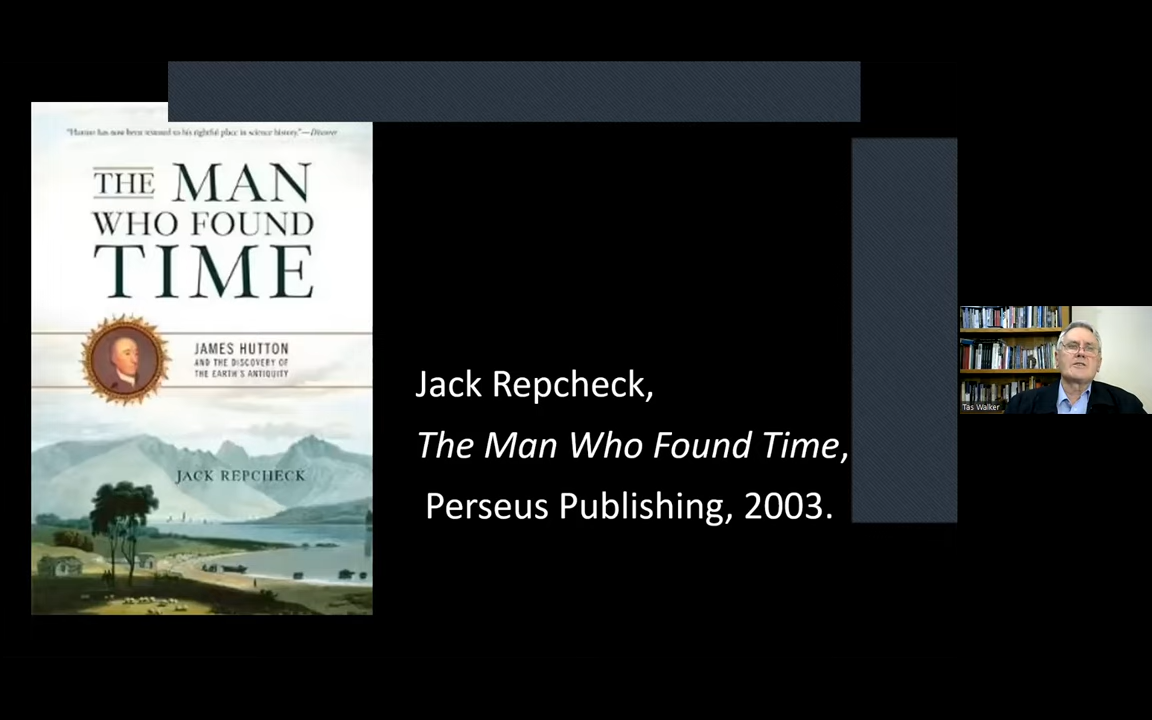 "Hutton has now been restored to his rightful place in science history."—Discover
THE MAN
WHO FOUND
TIME
JAMES HUTTON
AND THE DISCOVERY OF
THE EARTH'S ANTIQUITY
JACK REPCHECK
Jack Repcheck,
The Man Who Found Time,
Perseus Publishing, 2003.
Tas Walker